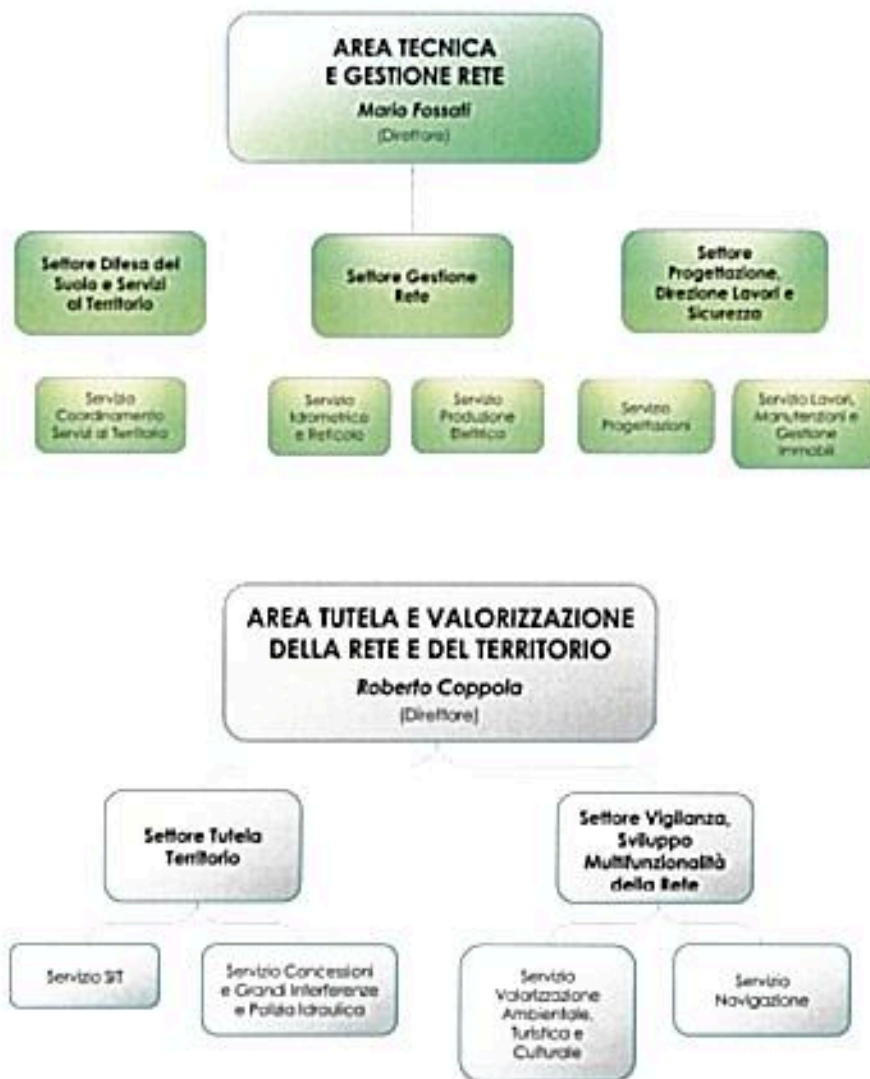 AREA TECNICA
E GESTIONE RETE
Mario Fossati
(Direttore)
Settore Difesa del
Suolo e Servizi
al Territorio
Settore Gestione
Rete
Settore
Progettazione,
Direzione Lavori e
Sicurezza
Servizio
Coordinamento
Servizi al Territorio
Servizio
Idrometrico
e Reticolo
Servizio
Produzione
Elettrica
Servizio
Progettazioni
Servizio Lavori,
Manutenzioni e
Gestione
Immobili
AREA TUTELA E VALORIZZAZIONE
DELLA RETE E DEL TERRITORIO
Roberto Coppola
(Direttore)
Settore Tutela
Territorio
Settore Vigilanza,
Sviluppo
Multifunzionalità
della Rete
Servizio SIT
Servizio Concessioni
e Grandi Interferenze
e Polizia Idraulica
Servizio
Valorizzazione
Ambientale,
Turistica e
Culturale
Servizio
Navigazione